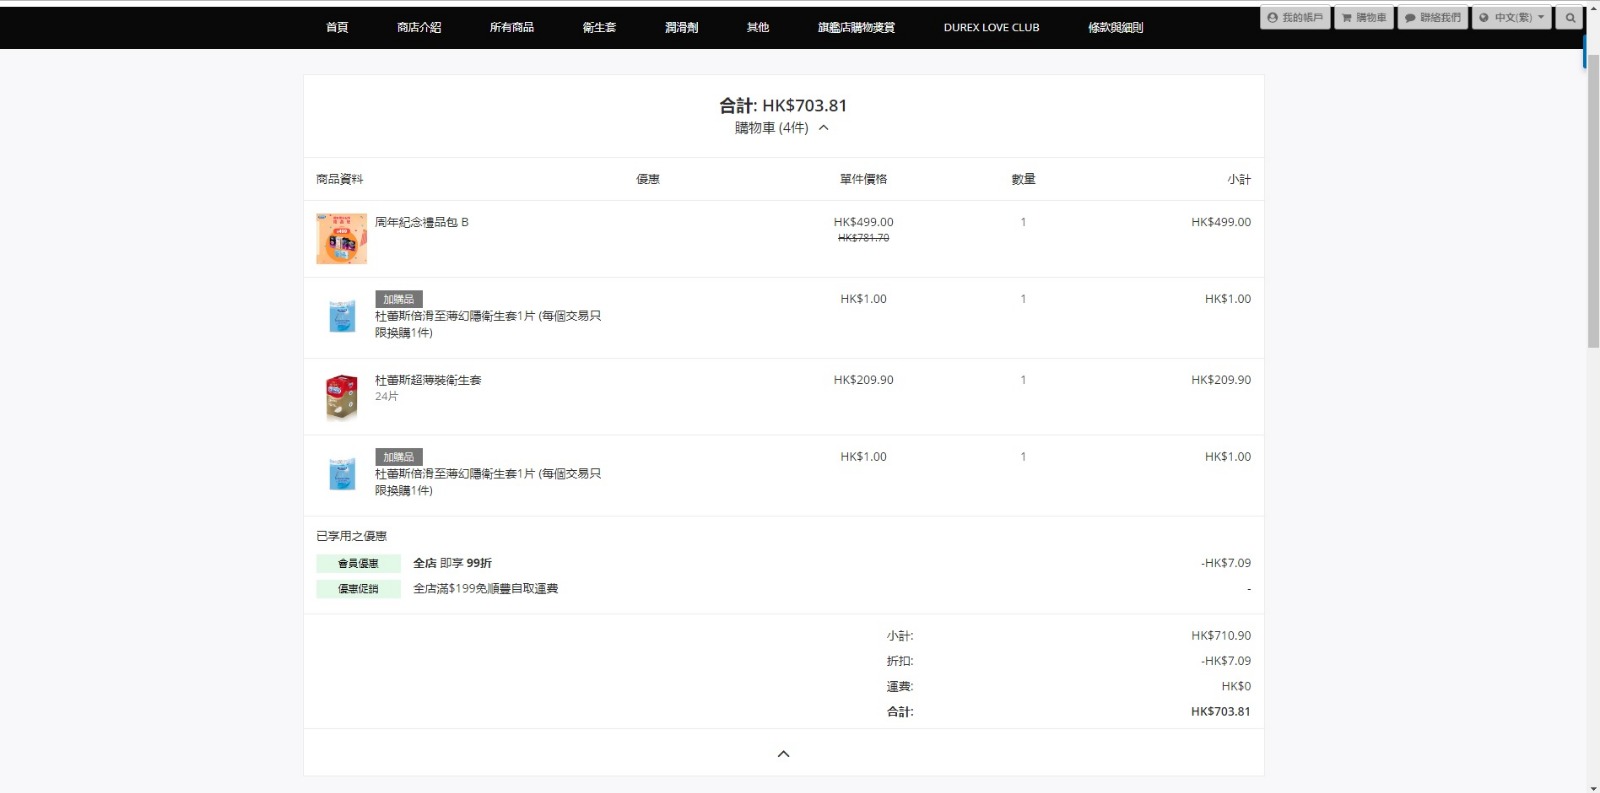 首頁 商店介紹 所有商品 衛生套 潤滑劑 其他 旗艦店購物獎賞 DUREX LOVE CLUB 條款與細則
我的帳戶 購物車 聯絡我們 中文(繁)
合計: HK$703.81
購物車 (4件)
商品資料 優惠 單件價格 數量 小計
周年紀念禮品包 B HK$499.00 1 HK$499.00
HK$781.70
加購品 HK$1.00 1 HK$1.00
杜蕾斯倍滑至薄幻隱衛生套1片 (每個交易只
限換購1件)
杜蕾斯超薄裝衛生套 HK$209.90 1 HK$209.90
24片
加購品 HK$1.00 1 HK$1.00
杜蕾斯倍滑至薄幻隱衛生套1片 (每個交易只
限換購1件)
已享用之優惠
會員優惠 全店 即享 99折 -HK$7.09
優惠促銷 全店滿$199免順豐自取運費 -
小計: HK$710.90
折扣: -HK$7.09
運費: HK$0
合計: HK$703.81